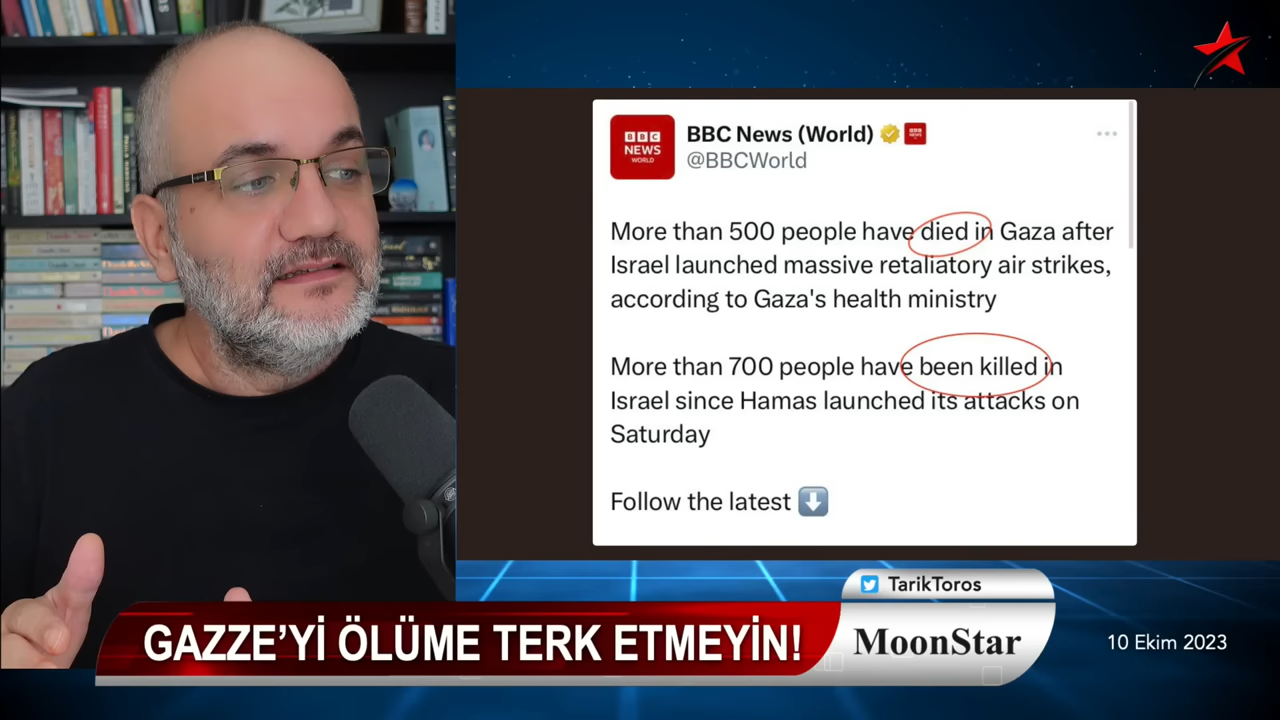 BBC
NEWS
WORLD
BBC News (World)
@BBCWorld
More than 500 people have died in Gaza after
Israel launched massive retaliatory air strikes,
according to Gaza's health ministry
More than 700 people have been killed in
Israel since Hamas launched its attacks on
Saturday
Follow the latest
TarikToros
GAZZE’Yİ ÖLÜME TERK ETMEYİN!
MoonStar
10 Ekim 2023